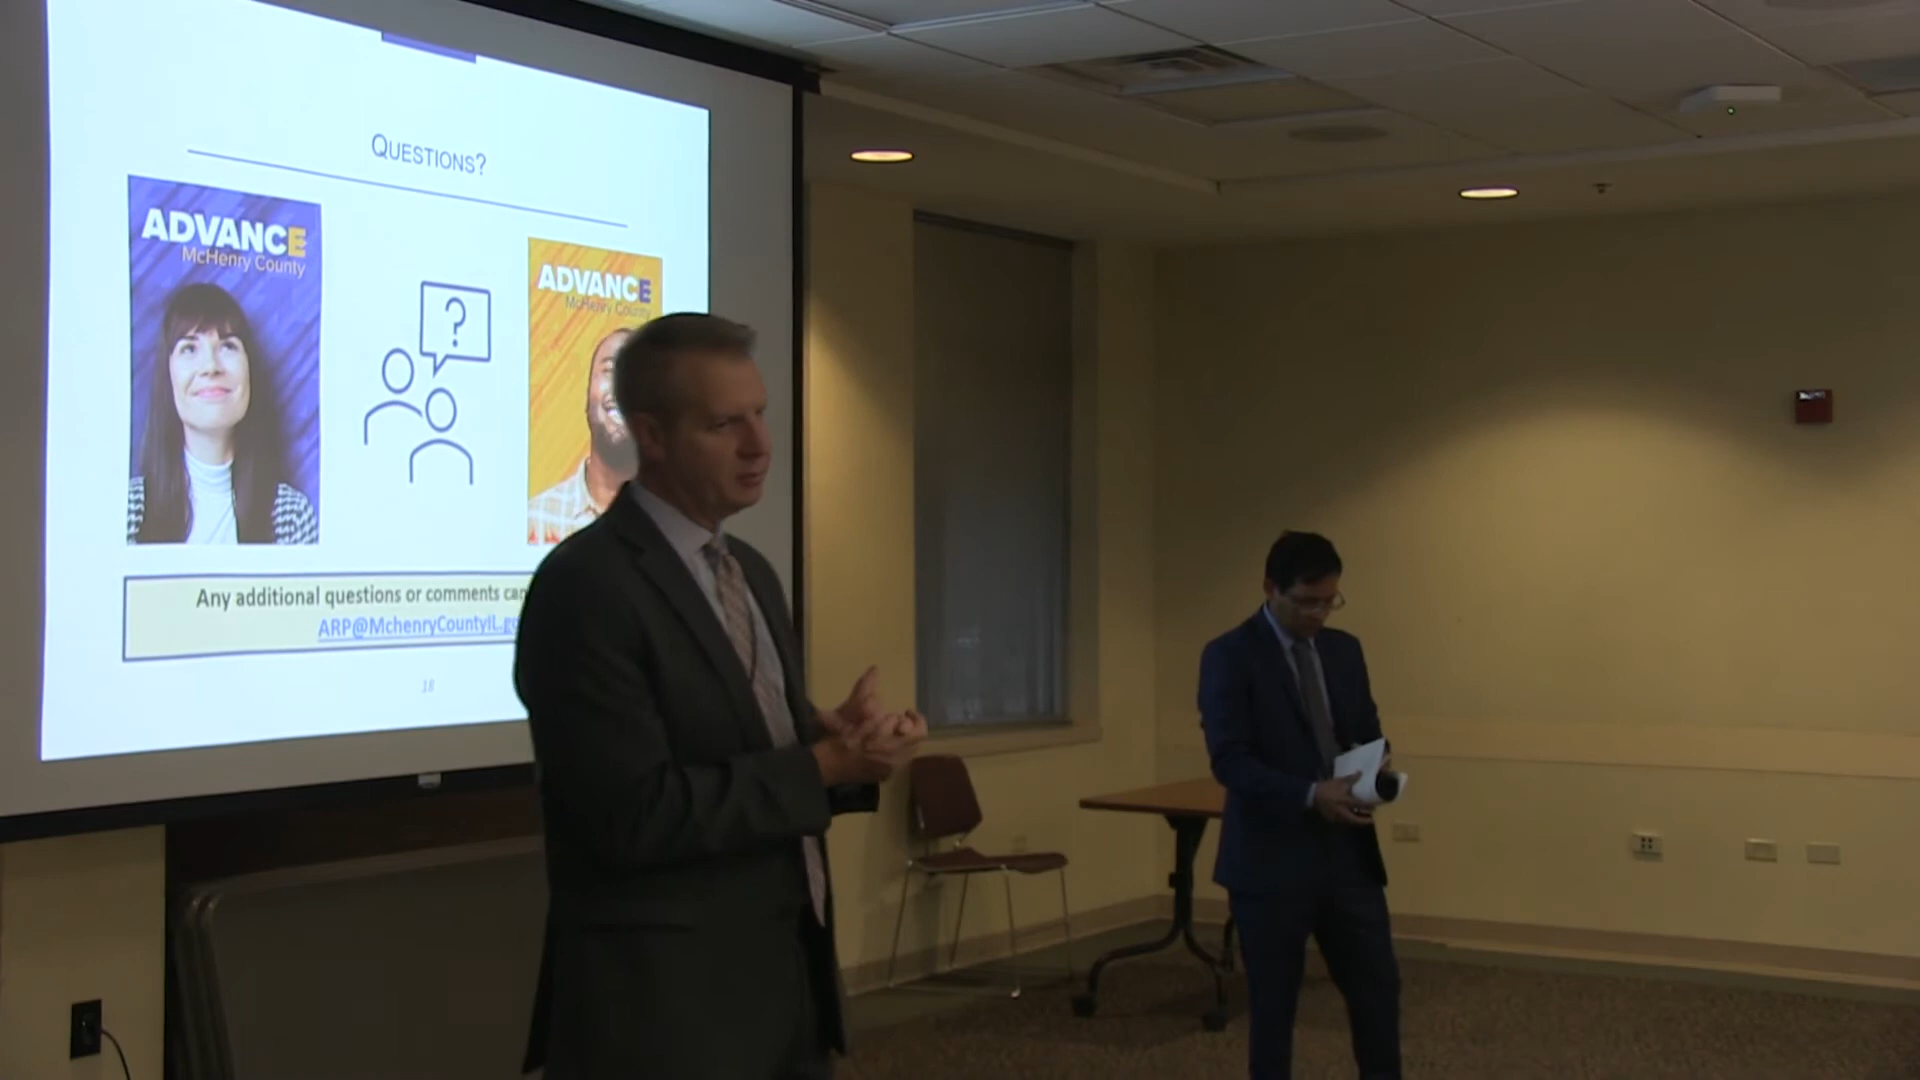 QUESTIONS?
ADVANCE
McHenry County
?
ADVANCE
McHenry County
Any additional questions or comments can
ARP@MchenryCountyIL.go
18